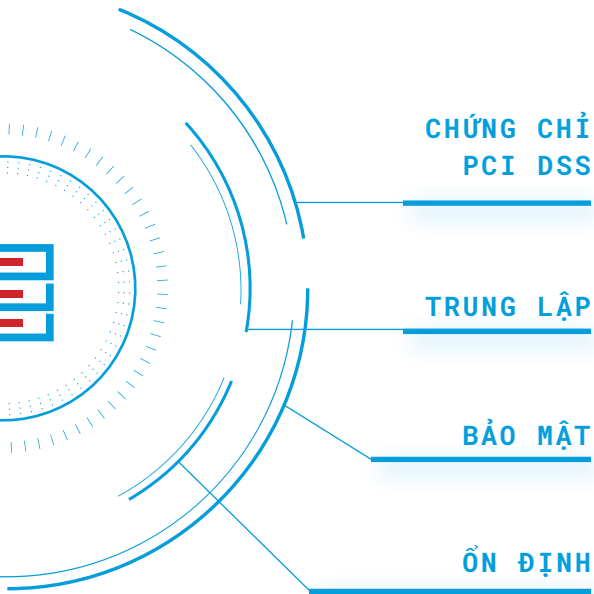 CHỨNG CHỈ
PCI DSS
TRUNG LẬP
BẢO MẬT
ỔN ĐỊNH